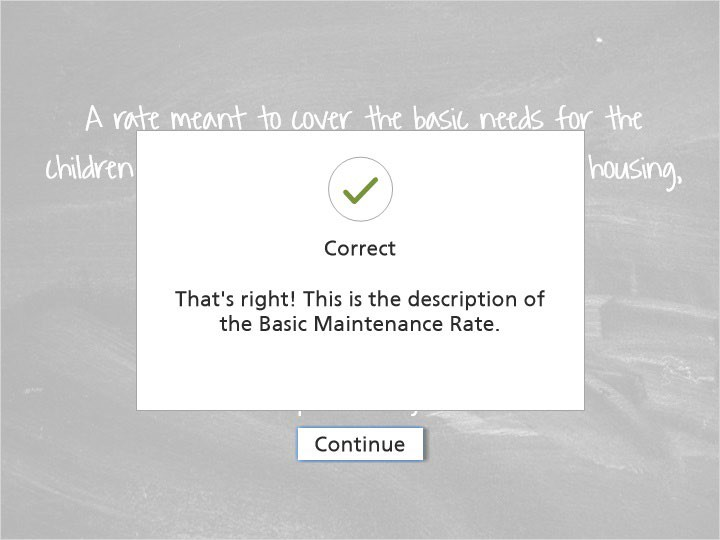 A rate meant to cover the basic needs for the
children housing,
Correct
That's right! This is the description of
the Basic Maintenance Rate.
Continue